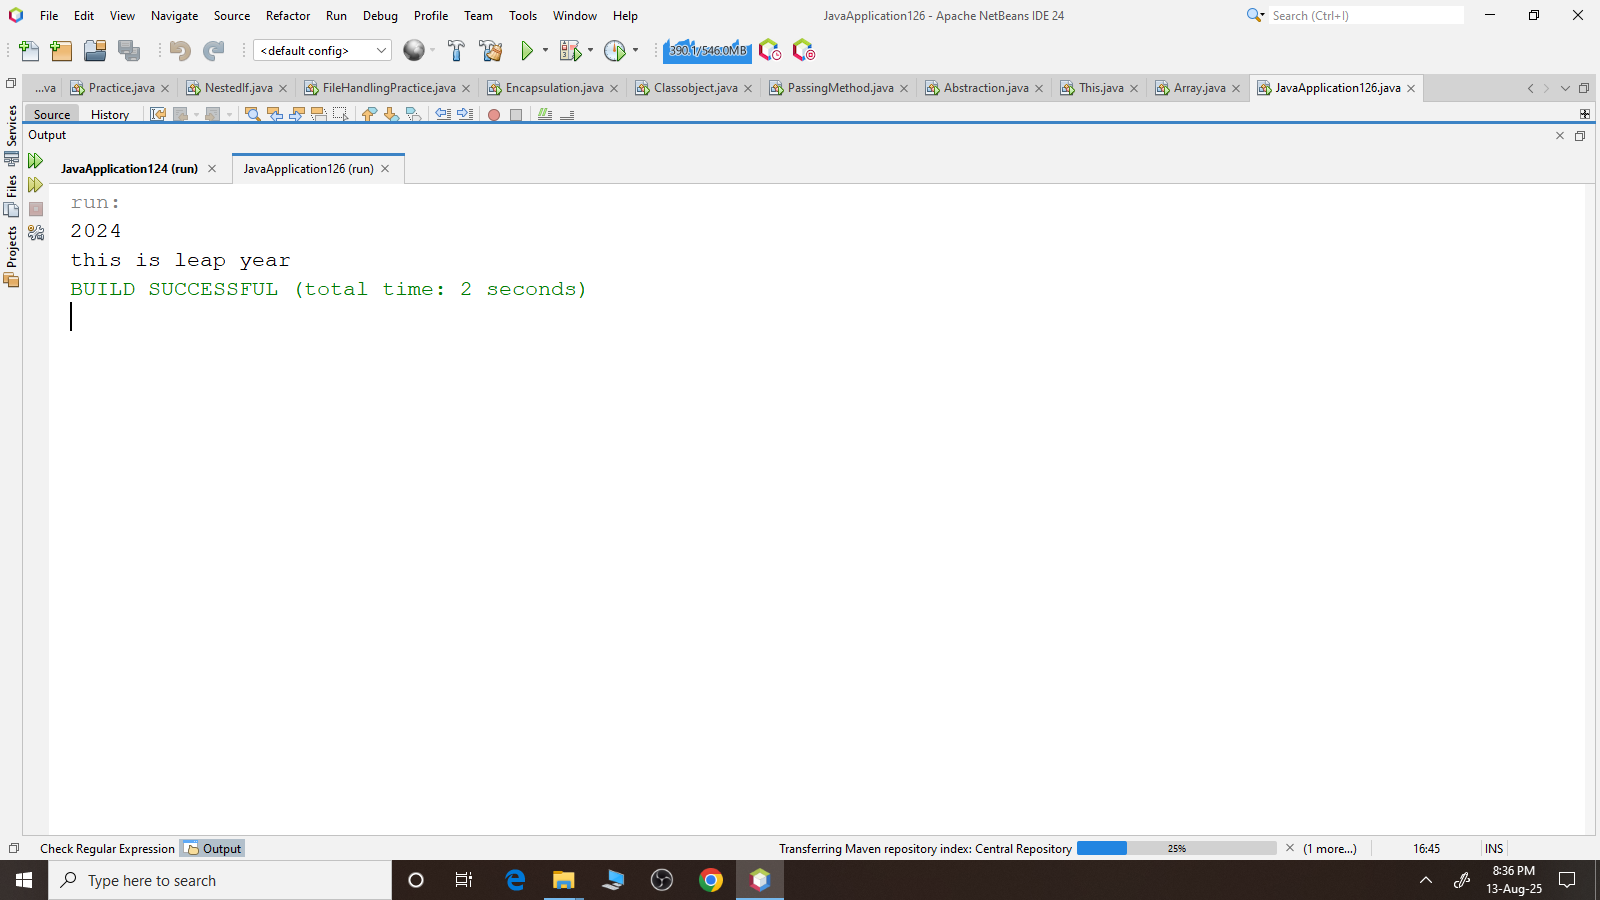 File Edit View Navigate Source Refactor Run Debug Profile Team Tools Window Help JavaApplication126 - Apache NetBeans IDE 24 Search (Ctrl+I)
<default config> 390.1/546.0MB
...va Practice.java NestedIf.java FileHandlingPractice.java Encapsulation.java Classobject.java PassingMethod.java Abstraction.java This.java Array.java JavaApplication126.java
Source History
Output
JavaApplication124 (run) JavaApplication126 (run)
Services
Files
Projects
run:
2024
this is leap year
BUILD SUCCESSFUL (total time: 2 seconds)
Check Regular Expression Output Transferring Maven repository index: Central Repository 25% (1 more...) 16:45 INS
Type here to search
8:36 PM
13-Aug-25